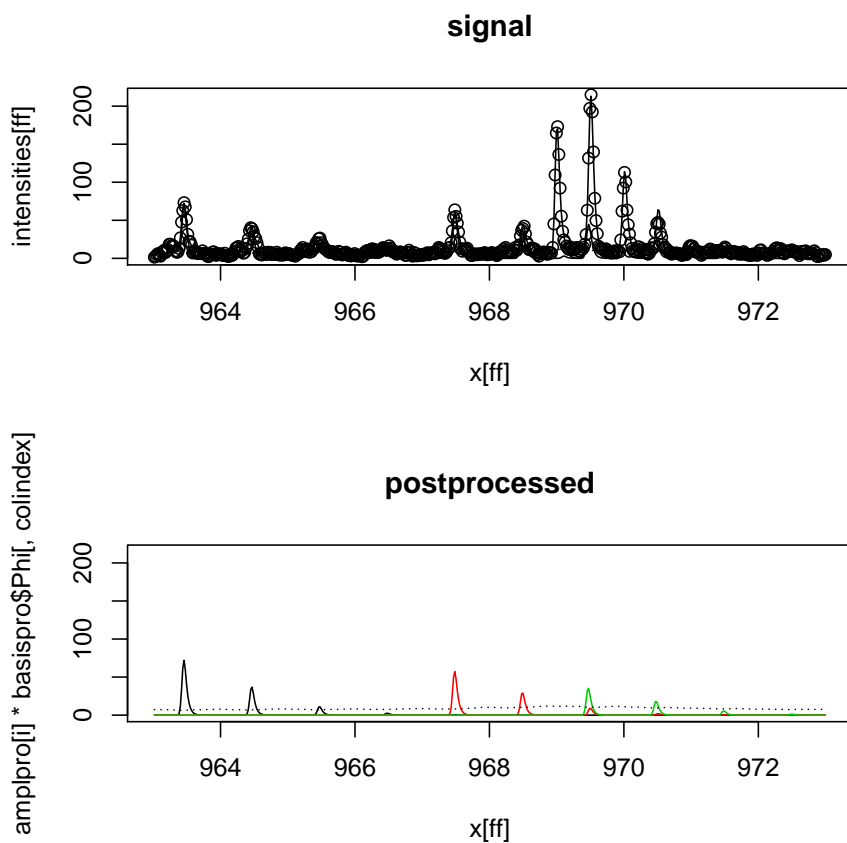 signal
intensities[ff]
200
100
0
964
966
968
970
972
x[ff]
postprocessed
amplpro[i] * basispro$Phi[, colindex]
200
100
0
964
966
968
970
972
x[ff]